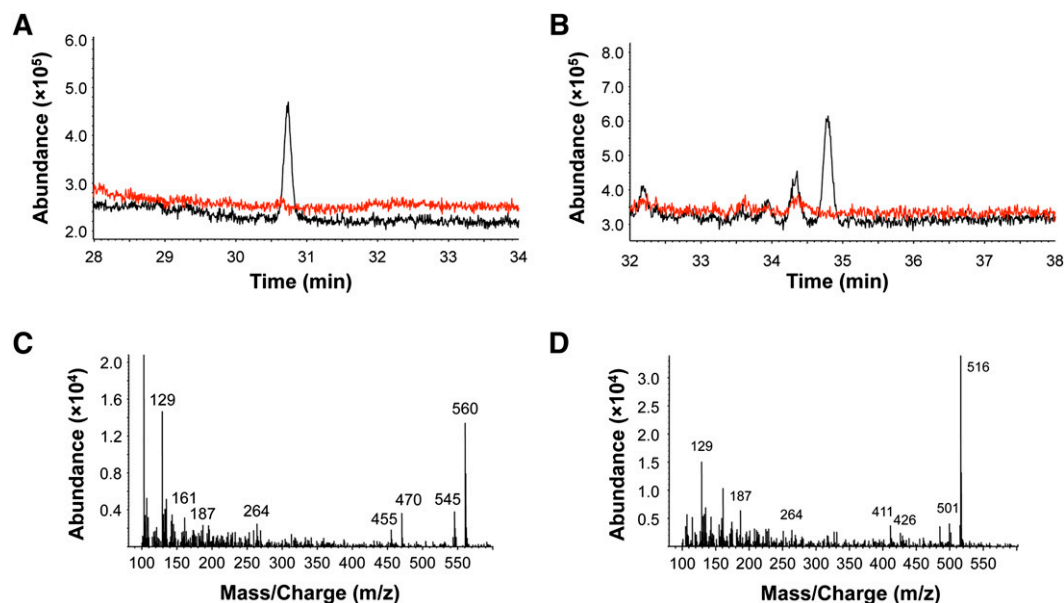 A
Abundance (×10⁵)
6.0
5.0
4.0
3.0
2.0
28 29 30 31 32 33 34
Time (min)
B
Abundance (×10⁵)
8.0
7.0
6.0
5.0
4.0
3.0
32 33 34 35 36 37 38
Time (min)
C
Abundance (×10⁴)
2.0
1.6
1.2
0.8
0.4
129
161
187
264
455
470
545
560
100 150 200 250 300 350 400 450 500 550
Mass/Charge (m/z)
D
Abundance (×10⁴)
3.0
2.5
2.0
1.5
1.0
0.5
129
187
264
411
426
501
516
100 150 200 250 300 350 400 450 500 550
Mass/Charge (m/z)